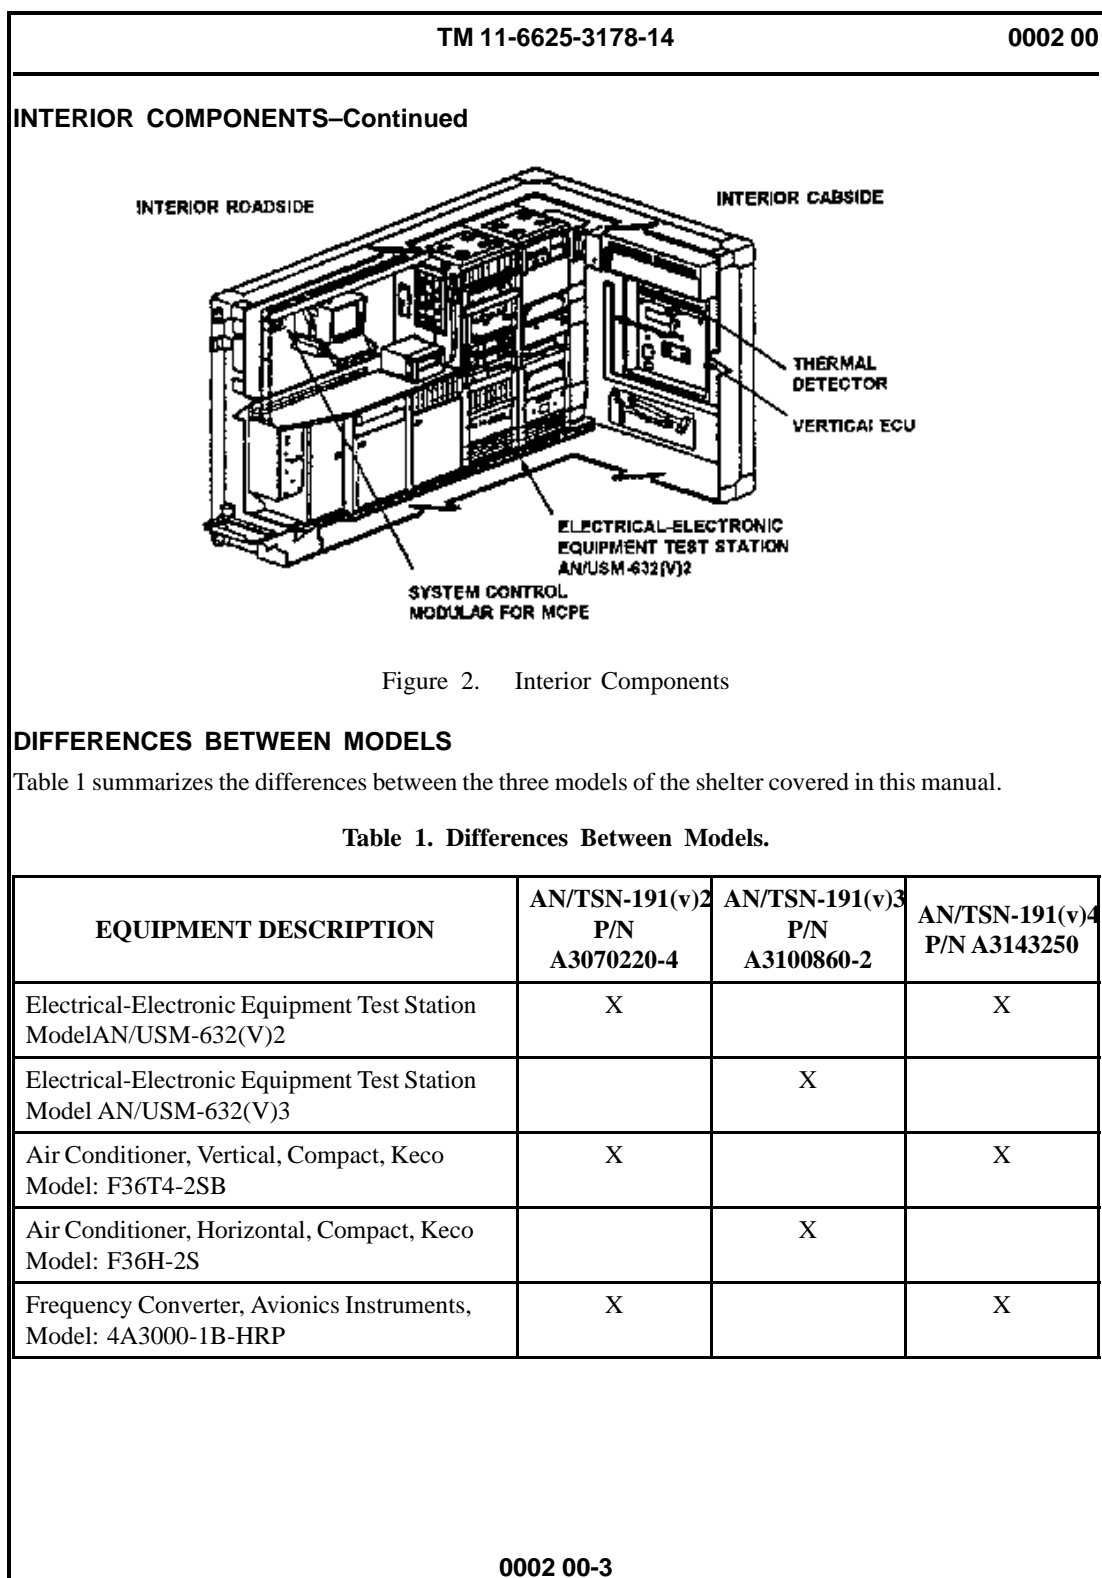 TM 11-6625-3178-14 0002 00
INTERIOR COMPONENTS–Continued
INTERIOR ROADSIDE
INTERIOR CABSIDE
THERMAL
DETECTOR
VERTICAL ECU
ELECTRICAL-ELECTRONIC
EQUIPMENT TEST STATION
AN/USM-632(V)2
SYSTEM CONTROL
MODULAR FOR MCPE
Figure 2. Interior Components
DIFFERENCES BETWEEN MODELS
Table 1 summarizes the differences between the three models of the shelter covered in this manual.
Table 1. Differences Between Models.
EQUIPMENT DESCRIPTION
AN/TSN-191(v)2
P/N
A3070220-4
AN/TSN-191(v)3
P/N
A3100860-2
AN/TSN-191(v)4
P/N A3143250
Electrical-Electronic Equipment Test Station X X
ModelAN/USM-632(V)2
Electrical-Electronic Equipment Test Station X
Model AN/USM-632(V)3
Air Conditioner, Vertical, Compact, Keco X X
Model: F36T4-2SB
Air Conditioner, Horizontal, Compact, Keco X
Model: F36H-2S
Frequency Converter, Avionics Instruments, X X
Model: 4A3000-1B-HRP
0002 00-3